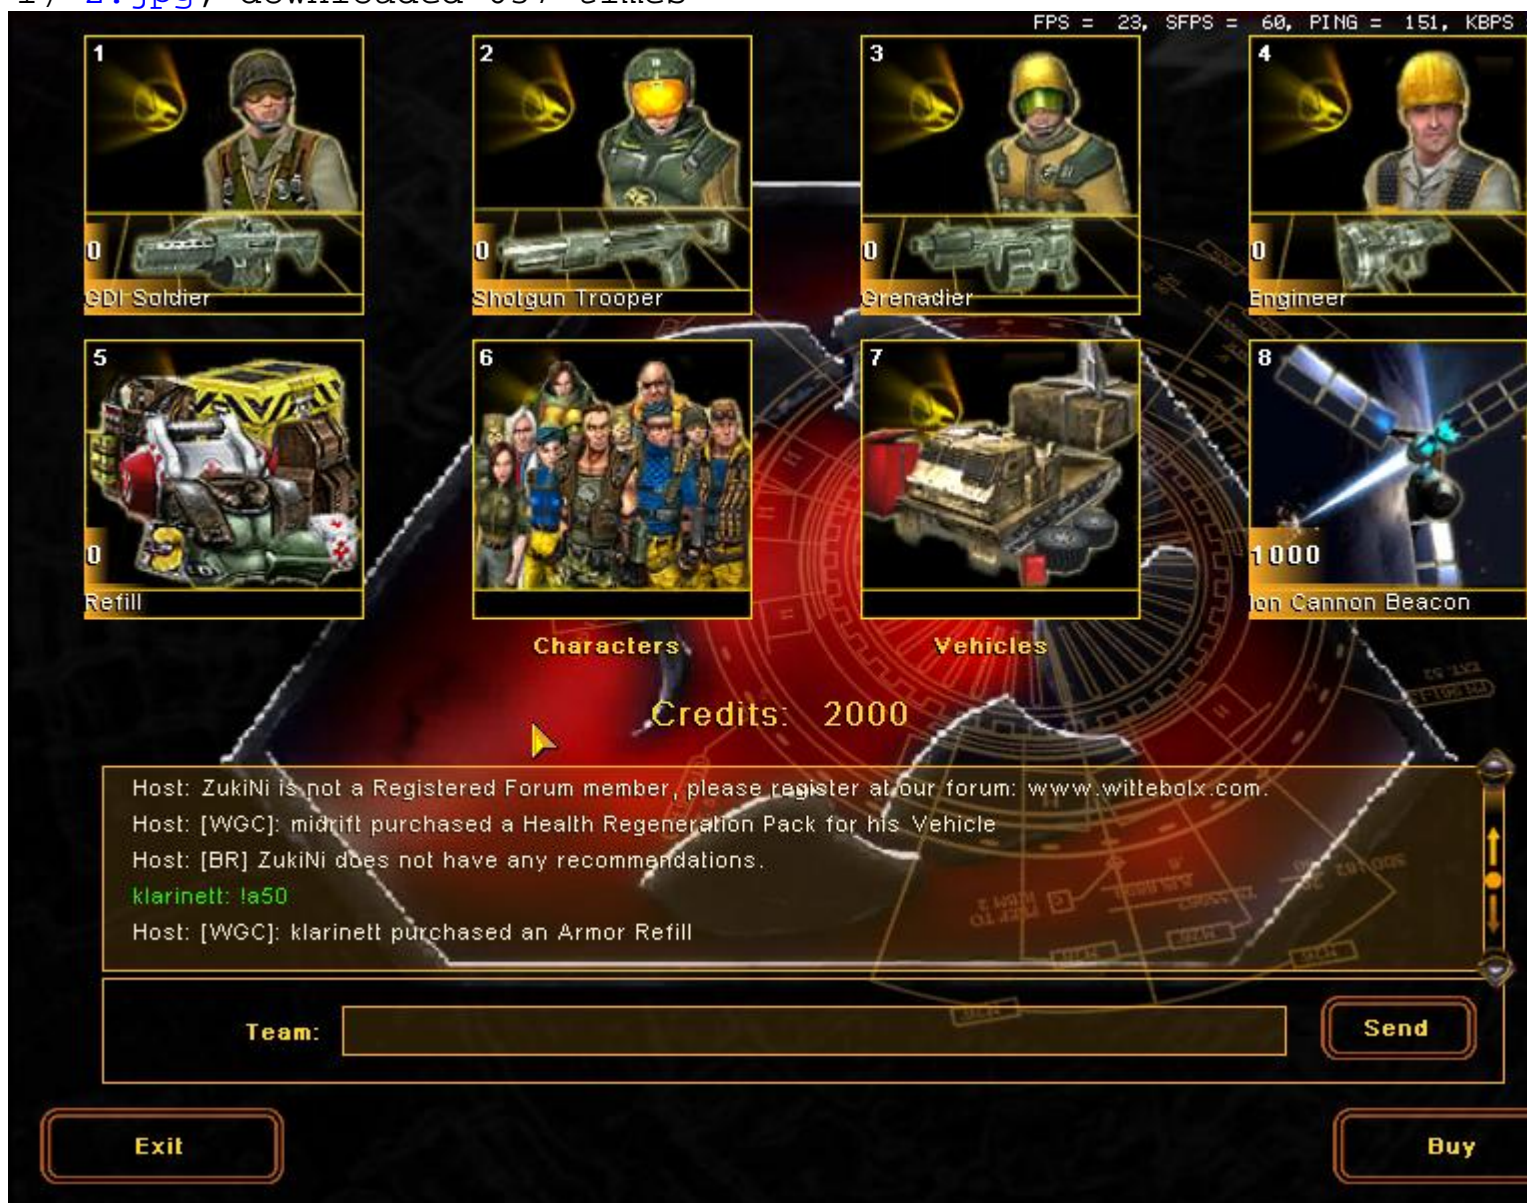 FPS = 23, SFPS = 60, PING = 151, KBPS
1
2
3
4
0
0
0
0
GDI Soldier
Shotgun Trooper
Grenadier
Engineer
5
6
7
8
0
1000
Refill
Ion Cannon Beacon
Characters
Vehicles
Credits: 2000
Host: ZukiNi is not a Registered Forum member, please register at our forum: www.wittebolx.com.
Host: [WGC]: midrift purchased a Health Regeneration Pack for his Vehicle
Host: [BR] ZukiNi does not have any recommendations.
klarinett: !a50
Host: [WGC]: klarinett purchased an Armor Refill
Team:
Send
Exit
Buy